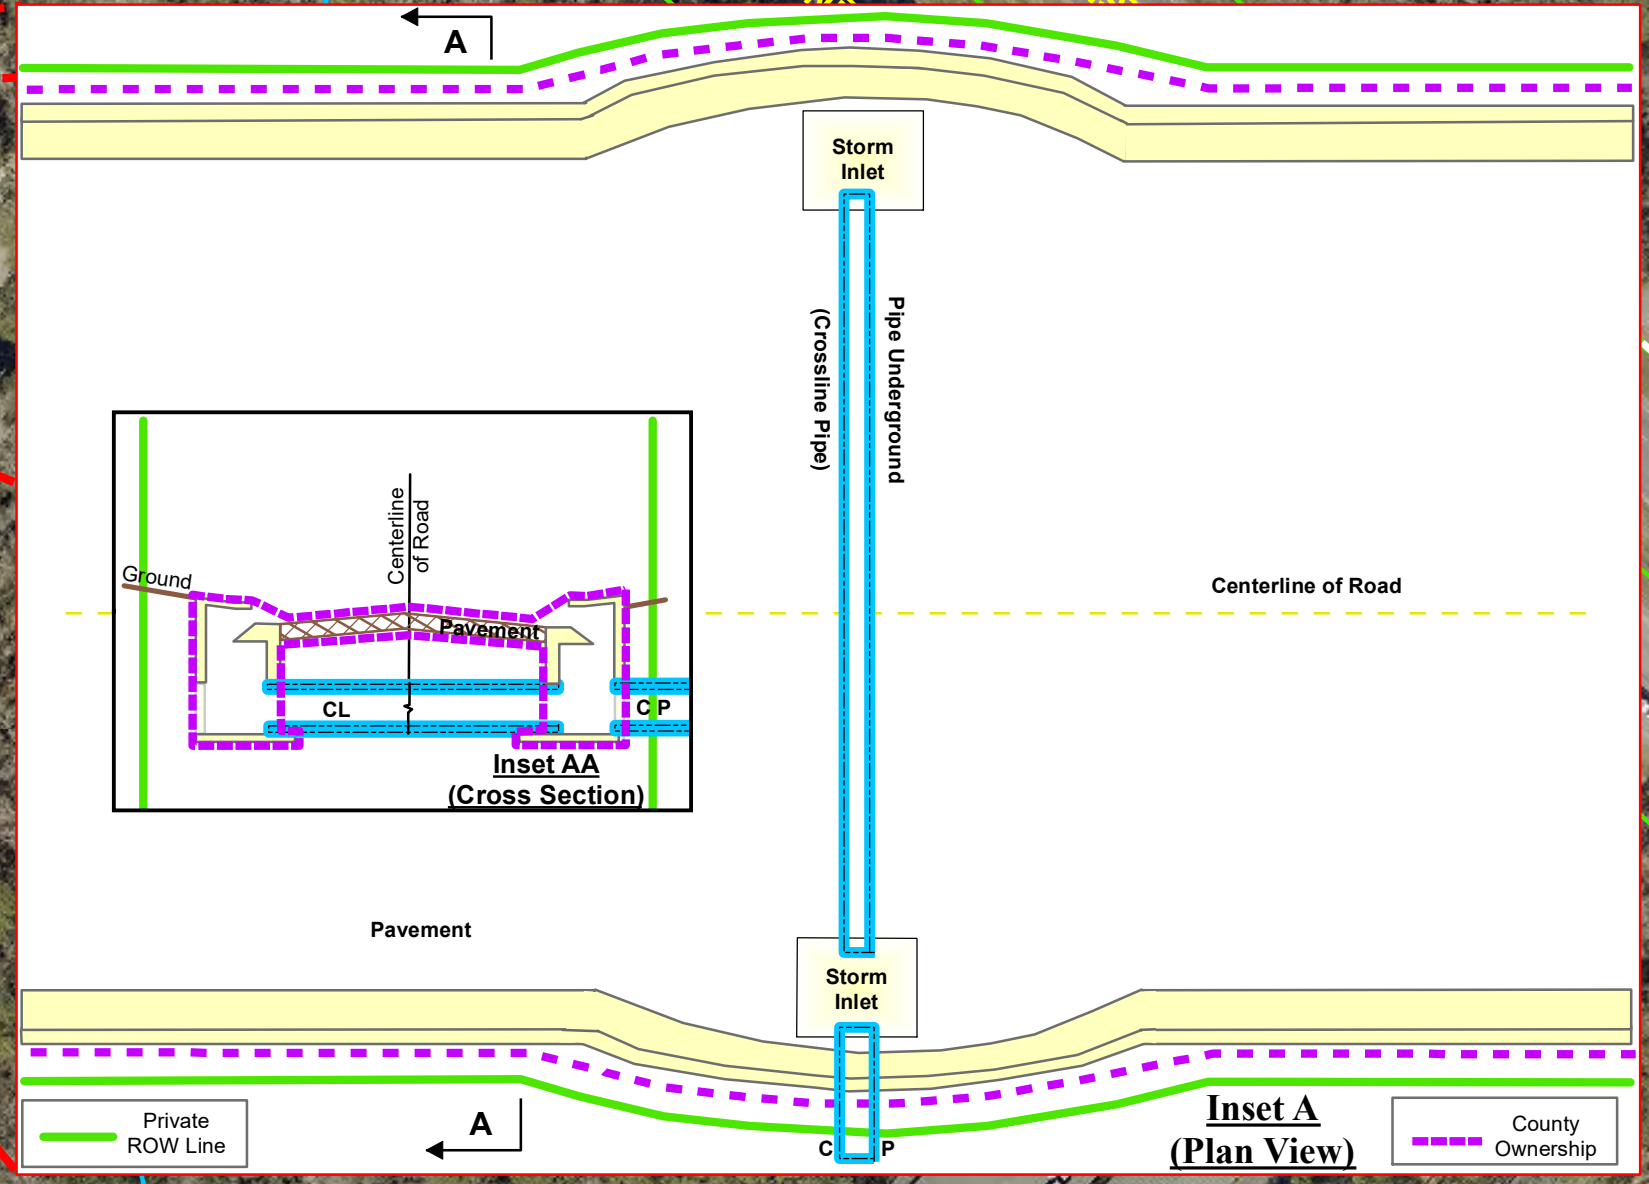 A
Storm
Inlet
(Crossline Pipe)
Pipe Underground
Centerline
of Road
Ground
Pavement
CL
C P
Inset AA
(Cross Section)
Centerline of Road
Pavement
Storm
Inlet
A
C P
Inset A
(Plan View)
Private
ROW Line
County
Ownership